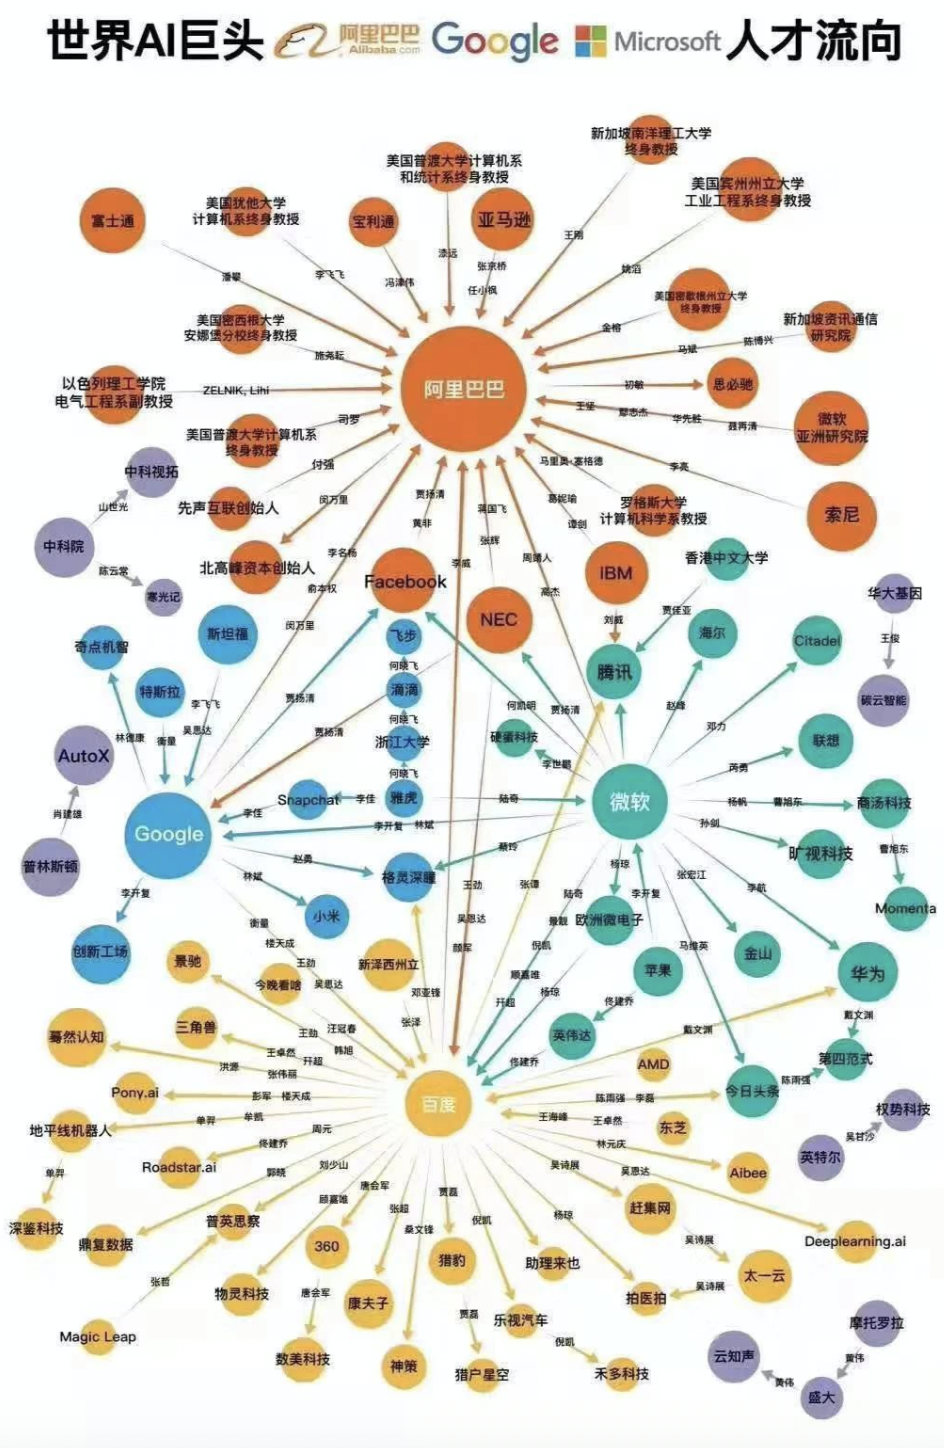 世界AI巨头 阿里巴巴 Alibaba.com Google Microsoft 人才流向
新加坡南洋理工大学
终身教授
美国普渡大学计算机系
和统计系终身教授
美国宾州州立大学
工业工程系终身教授
富士通
美国犹他大学
计算机系终身教授
宝利通
亚马逊
王刚
漆远
张京桥
姚滔
潘攀
李飞飞
冯津伟
任小枫
美国密歇根州立大学
终身教授
美国密西根大学
安娜堡分校终身教授
金榕
新加坡资讯通信
研究院
陈博兴
马斌
施尧耘
阿里巴巴
以色列理工学院
电气工程系副教授
ZELNIK, Lihi
初敏
思必驰
王坚
鄢志杰
华先胜
聂再清
微软
亚洲研究院
司罗
美国普渡大学计算机系
终身教授
付强
马里奥·塞格德
李亮
中科视拓
山世光
先声互联创始人
闵万里
贾扬清
黄非
蒋国飞
葛妮瑜
谭剑
罗格斯大学
计算机科学系教授
索尼
中科院
张辉
李名杨
周靖人
香港中文大学
陈云霁
寒光记
北高峰资本创始人
俞本权
Facebook
李威
高杰
IBM
贾佳亚
华大基因
王俊
碳云智能
斯坦福
闵万里
飞步
NEC
刘威
腾讯
海尔
Citadel
奇点机智
特斯拉
李飞飞
吴恩达
何晓飞
滴滴
贾扬清
何凯明
贾扬清
赵峰
邓力
林德康
衡量
贾扬清
何晓飞
浙江大学
硬蛋科技
李世鹏
联想
AutoX
何晓飞
芮勇
肖建雄
Snapchat
李佳
雅虎
陆奇
微软
杨帆
曹旭东
商汤科技
李佳
Google
李开复
林斌
孙剑
旷视科技
曹旭东
普林斯顿
赵勇
蔡铃
杨琼
李开复
张宏江
李航
李开复
林斌
格灵深瞳
王劲
张潼
陆奇
Momenta
小米
衡量
吴恩达
景鲲
欧洲微电子
创新工场
楼天成
颜军
倪凯
马维英
金山
华为
景驰
今晚看啥
王劲
吴恩达
新泽西州立
顾嘉唯
杨琼
苹果
邓亚锋
开超
佟建乔
戴文渊
三角兽
王劲
汪冠春
张泽
英伟达
戴文渊
蓦然认知
王卓然
开超
韩旭
佟建乔
AMD
第四范式
洪源
张伟丽
陈雨强
Pony.ai
彭军
楼天成
百度
陈雨强
李磊
今日头条
单羿
牟凯
王海峰
王卓然
东芝
权势科技
地平线机器人
周元
林元庆
吴甘沙
佟建乔
Roadstar.ai
英特尔
单羿
郭晓
刘少山
吴诗展
吴恩达
Aibee
顾嘉唯
唐会军
贾磊
深鉴科技
普英思察
张超
倪凯
杨琼
赶集网
鼎复数据
桑文锋
吴诗展
Deeplearning.ai
360
猎豹
助理来也
张哲
物灵科技
唐会军
康夫子
贾磊
太一云
吴诗展
拍医拍
Magic Leap
乐视汽车
摩托罗拉
倪凯
数美科技
神策
猎户星空
禾多科技
云知声
黄伟
黄伟
盛大